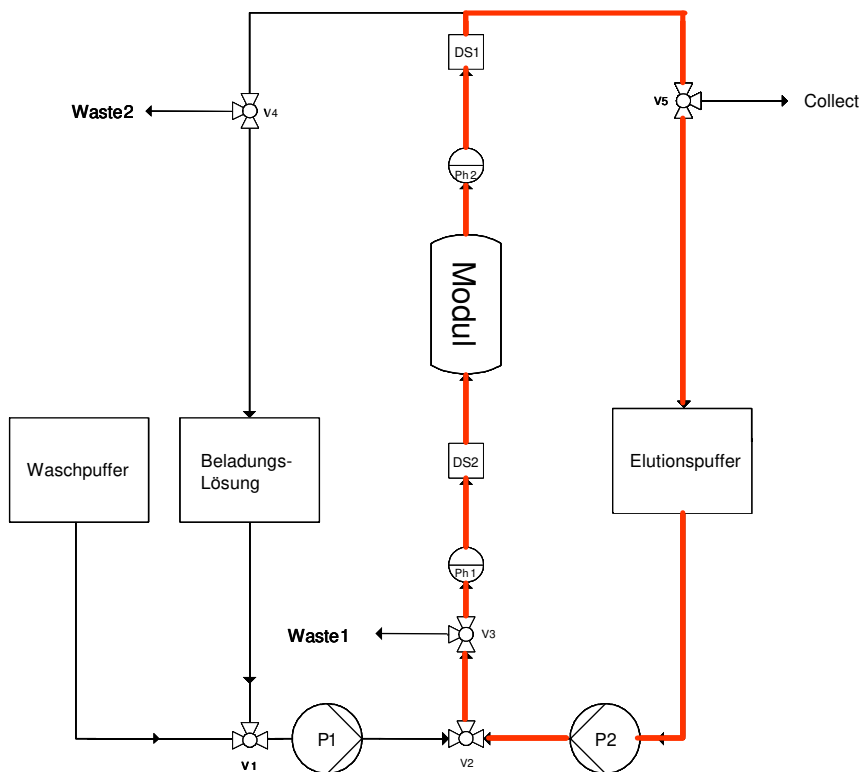 DS1
Waste2
V4
V5
Collect
Ph2
Modul
Waschpuffer
Beladungs-
Lösung
DS2
Elutionspuffer
Ph1
Waste1
V3
P1
P2
V1
V2